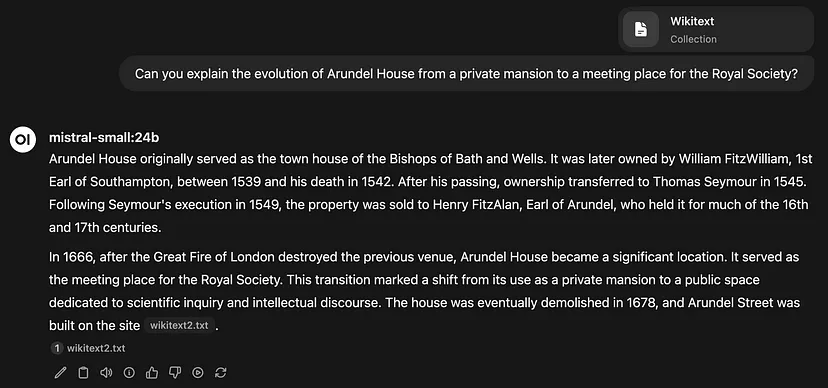 Wikitext
Collection
Can you explain the evolution of Arundel House from a private mansion to a meeting place for the Royal Society?
OI
mistral-small:24b
Arundel House originally served as the town house of the Bishops of Bath and Wells. It was later owned by William FitzWilliam, 1st
Earl of Southampton, between 1539 and his death in 1542. After his passing, ownership transferred to Thomas Seymour in 1545.
Following Seymour's execution in 1549, the property was sold to Henry FitzAlan, Earl of Arundel, who held it for much of the 16th
and 17th centuries.
In 1666, after the Great Fire of London destroyed the previous venue, Arundel House became a significant location. It served as
the meeting place for the Royal Society. This transition marked a shift from its use as a private mansion to a public space
dedicated to scientific inquiry and intellectual discourse. The house was eventually demolished in 1678, and Arundel Street was
built on the site wikitext2.txt .
1 wikitext2.txt